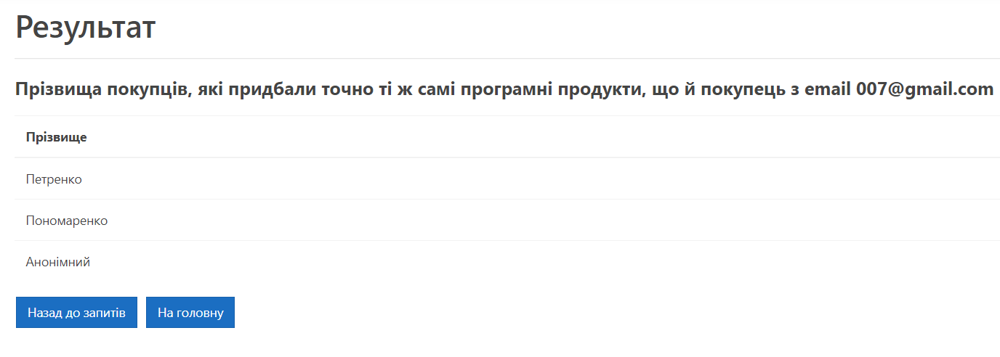 Результат
Прізвища покупців, які придбали точно ті ж самі програмні продукти, що й покупець з email 007@gmail.com
Прізвище
Петренко
Пономаренко
Анонімний
Назад до запитів На головну